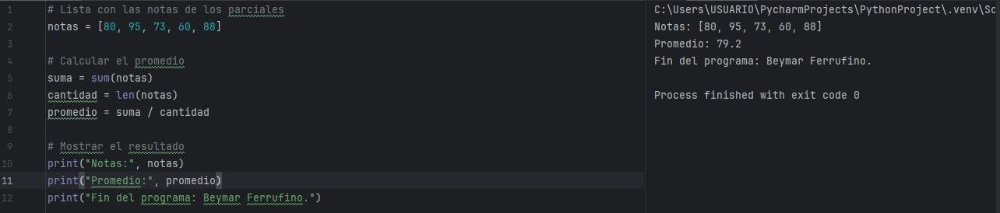 1 # Lista con las notas de los parciales
2 notas = [80, 95, 73, 60, 88]
3
4 # Calcular el promedio
5 suma = sum(notas)
6 cantidad = len(notas)
7 promedio = suma / cantidad
8
9 # Mostrar el resultado
10 print("Notas:", notas)
11 print("Promedio:", promedio)
12 print("Fin del programa: Beymar Ferrufino.")
C:\Users\USUARIO\PycharmProjects\PythonProject\.venv\Sc
Notas: [80, 95, 73, 60, 88]
Promedio: 79.2
Fin del programa: Beymar Ferrufino.
Process finished with exit code 0